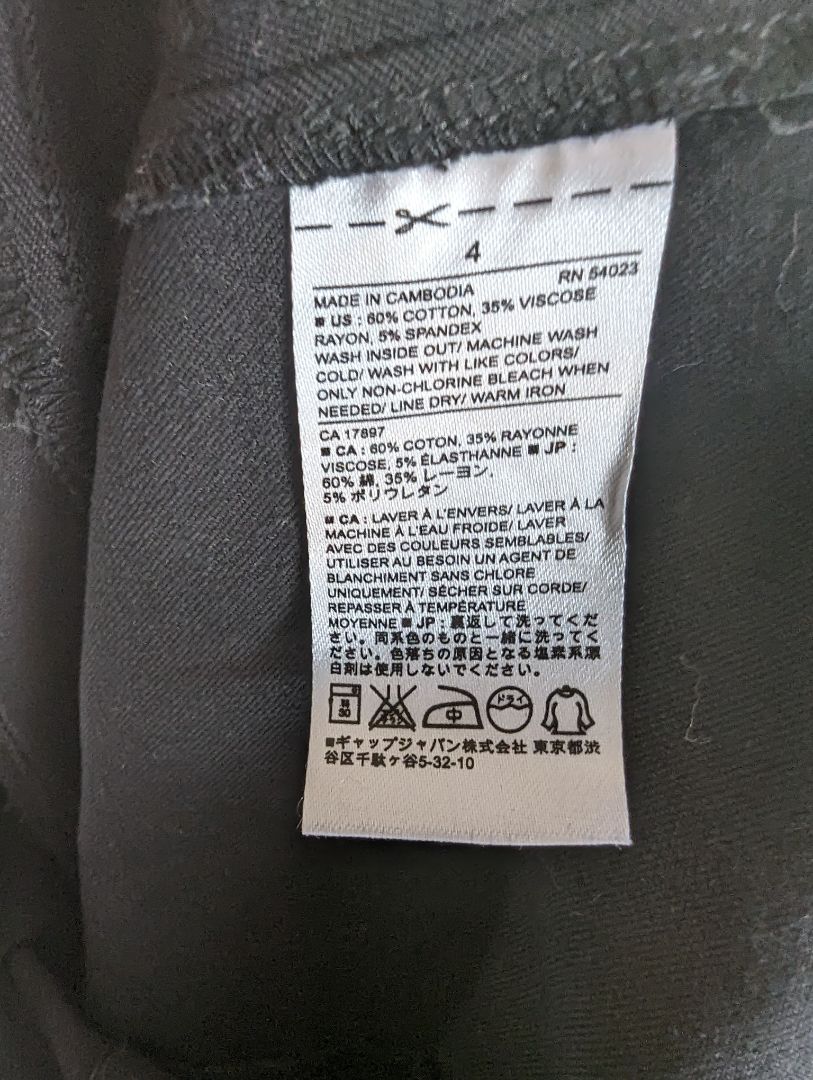 4
RN 54023
MADE IN CAMBODIA
■ US : 60% COTTON, 35% VISCOSE
RAYON, 5% SPANDEX
WASH INSIDE OUT/ MACHINE WASH
COLD/ WASH WITH LIKE COLORS/
ONLY NON-CHLORINE BLEACH WHEN
NEEDED/ LINE DRY/ WARM IRON
CA 17897
■ CA : 60% COTON, 35% RAYONNE
VISCOSE, 5% ÉLASTHANNE ■ JP :
60% 綿, 35% レーヨン,
5% ポリウレタン
■ CA : LAVER À L'ENVERS/ LAVER À LA
MACHINE À L'EAU FROIDE/ LAVER
AVEC DES COULEURS SEMBLABLES/
UTILISER AU BESOIN UN AGENT DE
BLANCHIMENT SANS CHLORE
UNIQUEMENT/ SÉCHER SUR CORDE/
REPASSER À TEMPÉRATURE
MOYENNE ■ JP : 裏返して洗ってくだ
さい。同系色のものと一緒に洗ってく
ださい。色落ちの原因となる塩素系漂
白剤は使用しないでください。
弱 30 中 ドライ
■ギャップジャパン株式会社 東京都渋
谷区千駄ヶ谷5-32-10